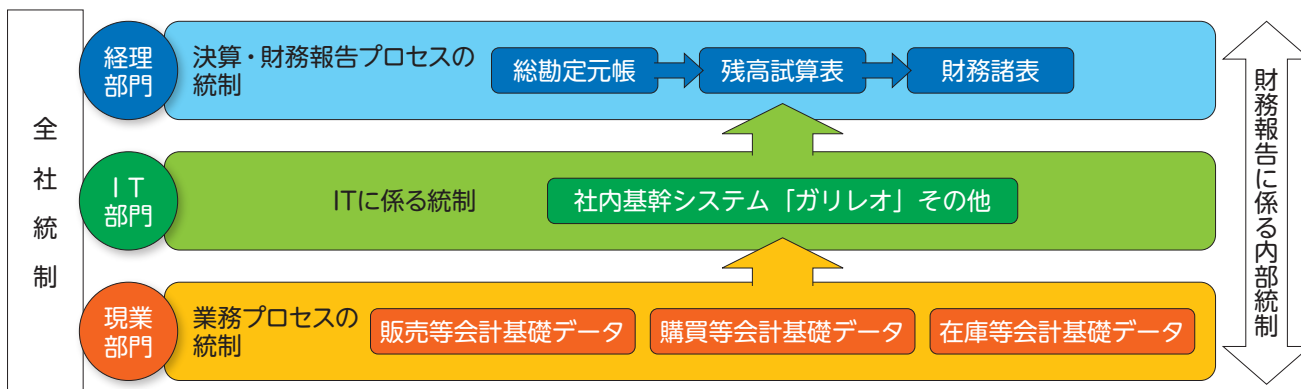 全社統制
経理
部門
決算・財務報告プロセスの
統制
総勘定元帳
残高試算表
財務諸表
IT
部門
ITに係る統制
社内基幹システム「ガリレオ」その他
現業
部門
業務プロセスの
統制
販売等会計基礎データ
購買等会計基礎データ
在庫等会計基礎データ
財務報告に係る内部統制